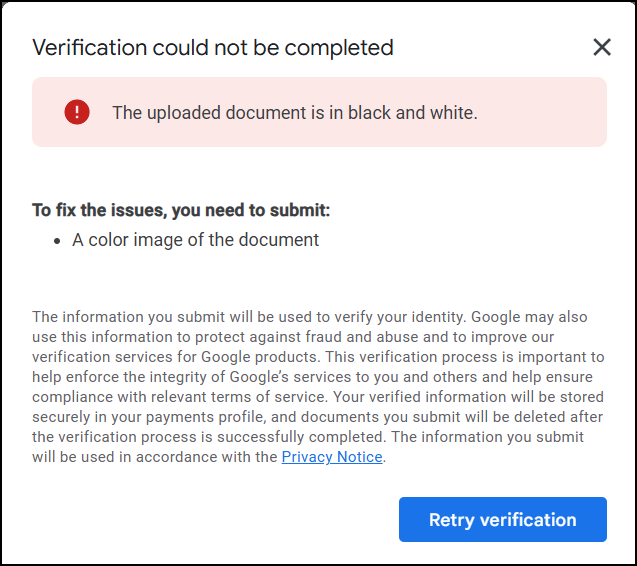 Verification could not be completed
The uploaded document is in black and white.
To fix the issues, you need to submit:
• A color image of the document
The information you submit will be used to verify your identity. Google may also
use this information to protect against fraud and abuse and to improve our
verification services for Google products. This verification process is important to
help enforce the integrity of Google’s services to you and others and help ensure
compliance with relevant terms of service. Your verified information will be stored
securely in your payments profile, and documents you submit will be deleted after
the verification process is successfully completed. The information you submit
will be used in accordance with the Privacy Notice.
Retry verification